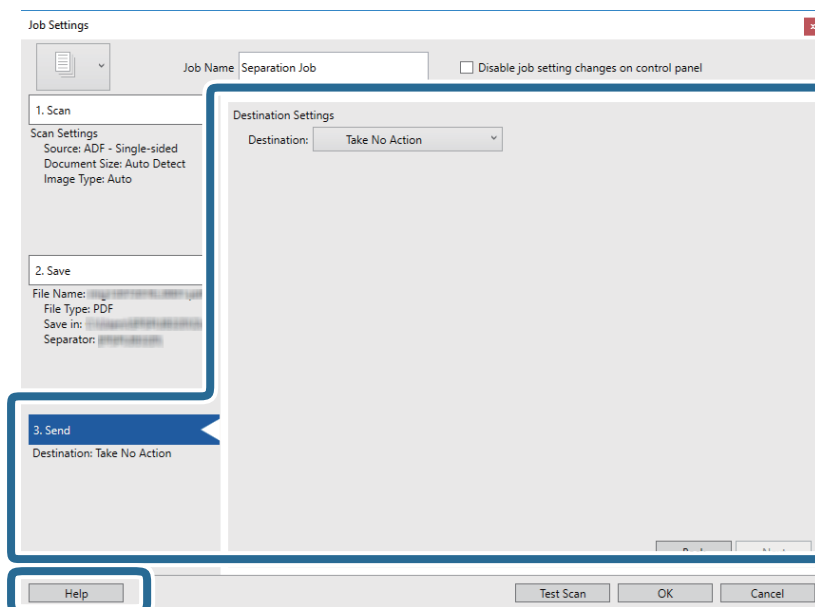 Job Settings
Job Name Separation Job
Disable job setting changes on control panel
1. Scan
Scan Settings
Source: ADF - Single-sided
Document Size: Auto Detect
Image Type: Auto
2. Save
File Name:
File Type: PDF
Save in:
Separator:
3. Send
Destination: Take No Action
Destination Settings
Destination: Take No Action
Help
Test Scan
OK
Cancel